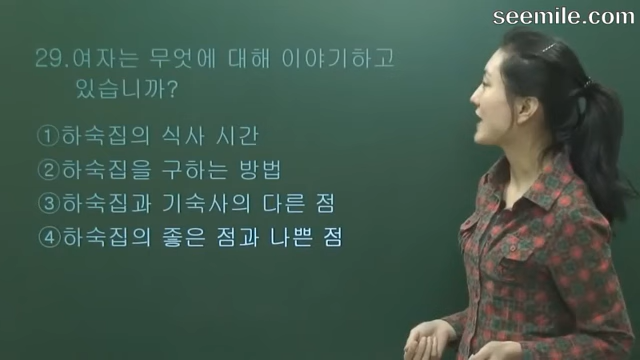 seemile.com
29.여자는 무엇에 대해 이야기하고
있습니까?
①하숙집의 식사 시간
②하숙집을 구하는 방법
③하숙집과 기숙사의 다른 점
④하숙집의 좋은 점과 나쁜 점